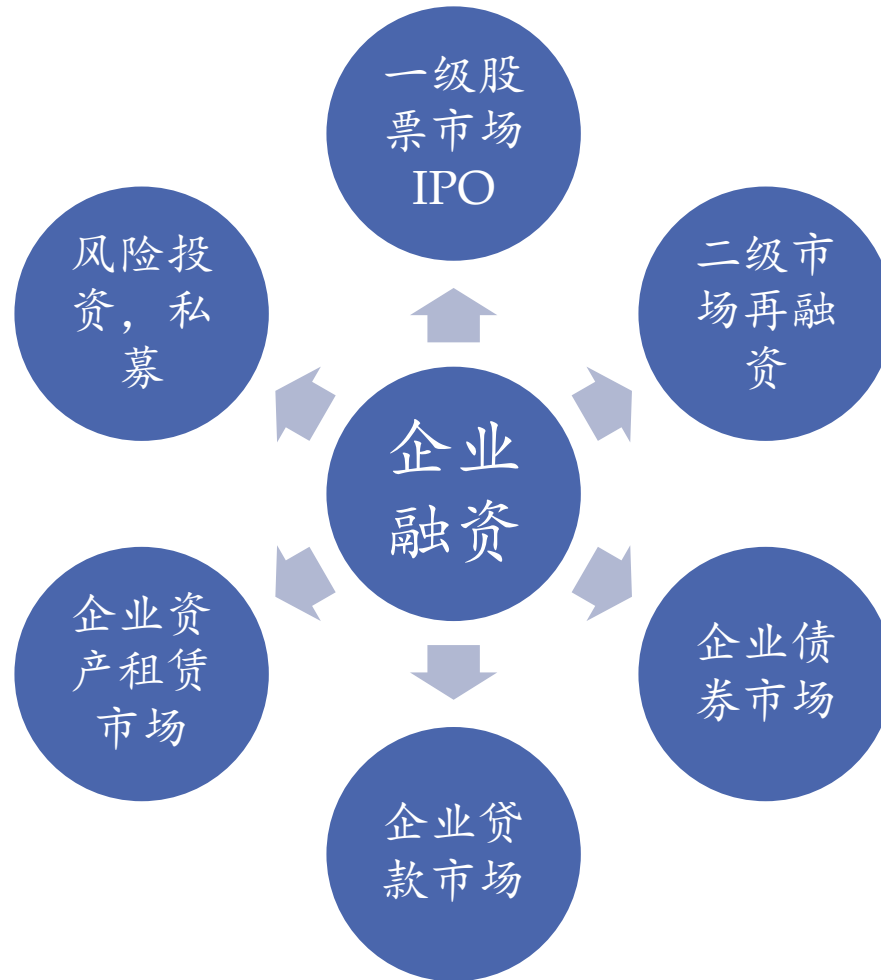 一级股
票市场
IPO
风险投
资，私
募
二级市
场再融
资
企业
融资
企业资
产租赁
市场
企业债
券市场
企业贷
款市场